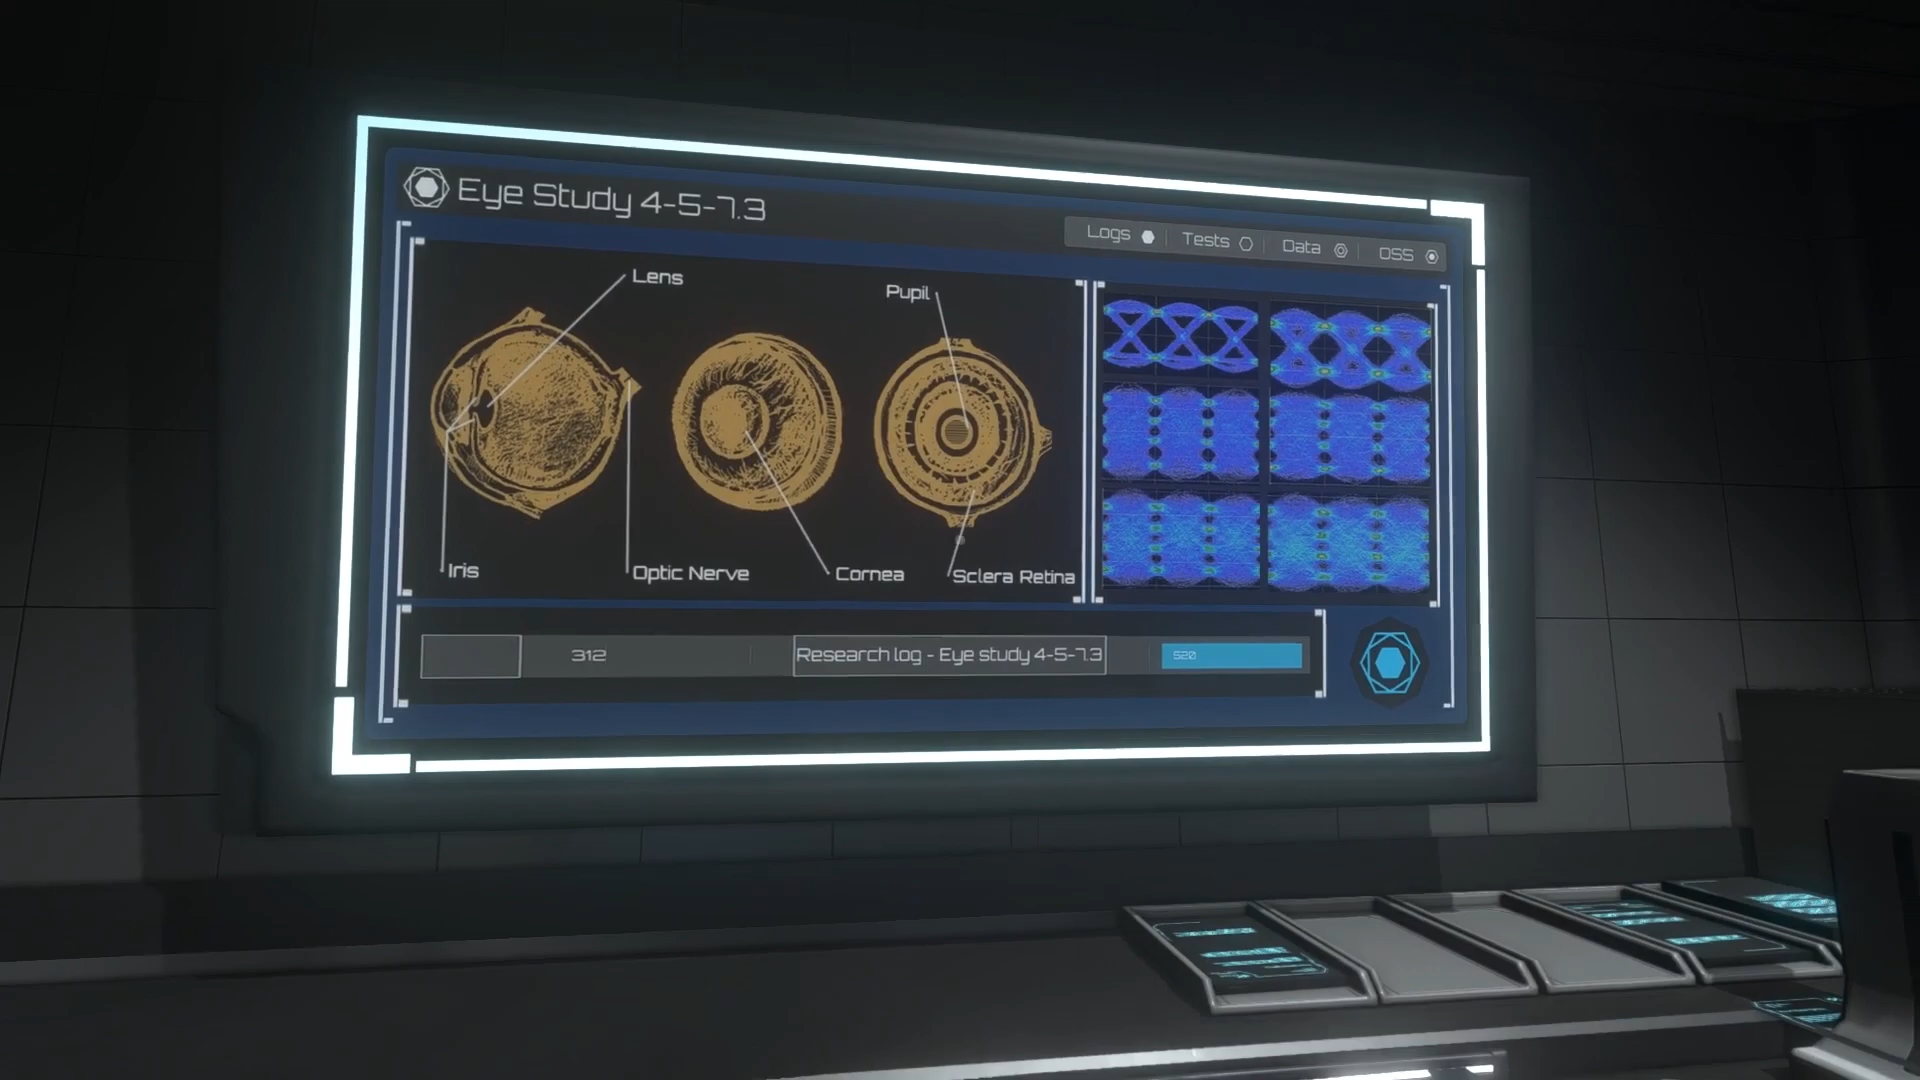 Eye Study 4-5-7.3
Logs
Tests
Data
OSS
Lens
Pupil
Iris
Optic Nerve
Cornea
Sclera Retina
312
Research log - Eye study 4-5-7.3
520